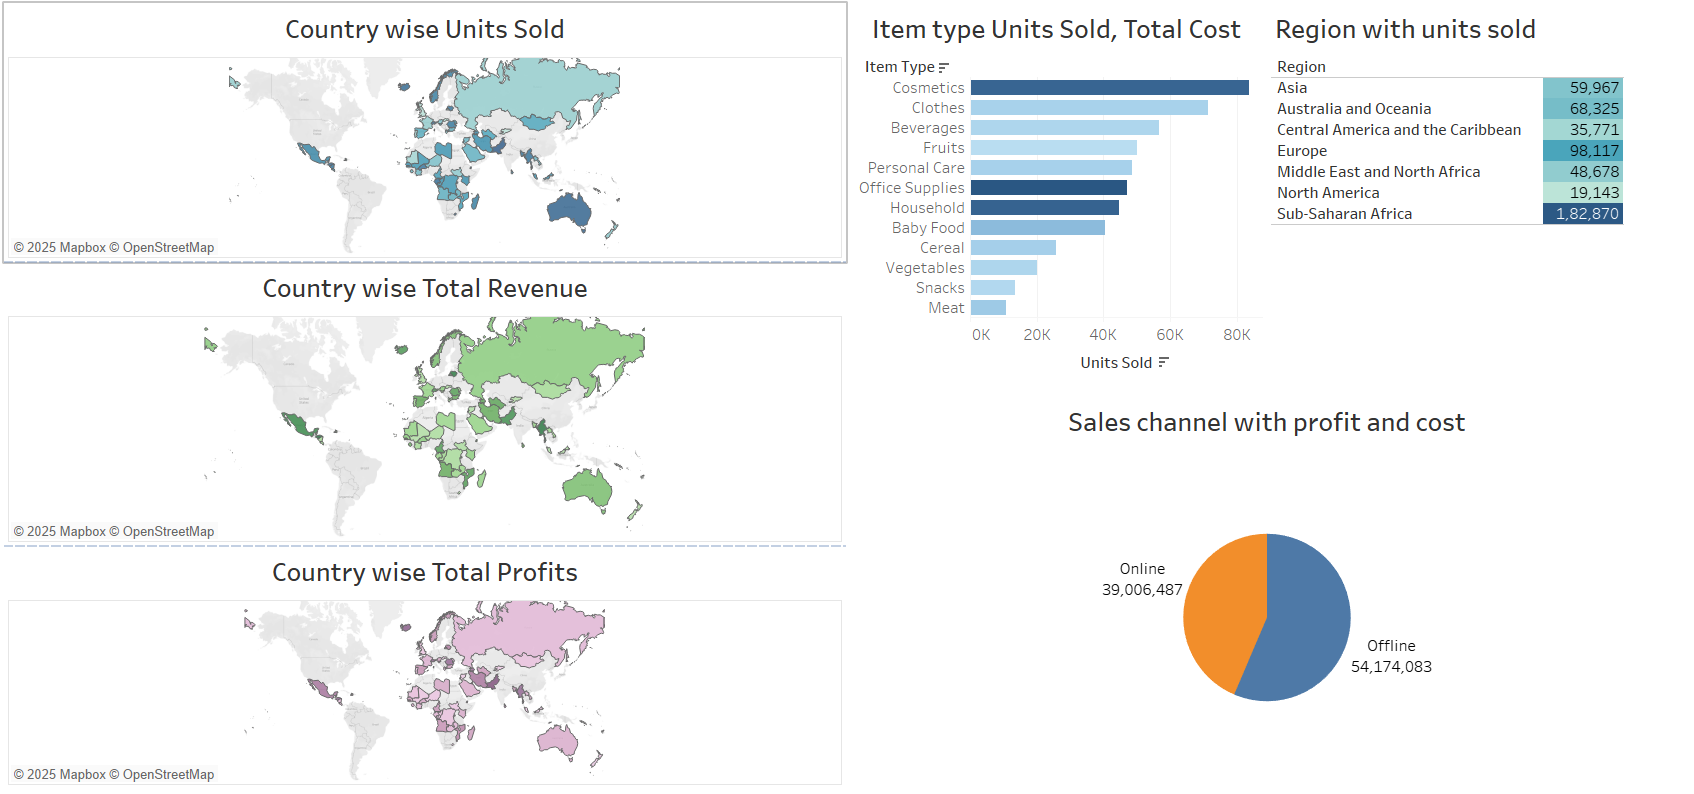 Country wise Units Sold
© 2025 Mapbox © OpenStreetMap
Country wise Total Revenue
© 2025 Mapbox © OpenStreetMap
Country wise Total Profits
© 2025 Mapbox © OpenStreetMap
Item type Units Sold, Total Cost
Item Type
Cosmetics
Clothes
Beverages
Fruits
Personal Care
Office Supplies
Household
Baby Food
Cereal
Vegetables
Snacks
Meat
0K 20K 40K 60K 80K
Units Sold
Region with units sold
Region
Asia 59,967
Australia and Oceania 68,325
Central America and the Caribbean 35,771
Europe 98,117
Middle East and North Africa 48,678
North America 19,143
Sub-Saharan Africa 1,82,870
Sales channel with profit and cost
Online
39,006,487
Offline
54,174,083